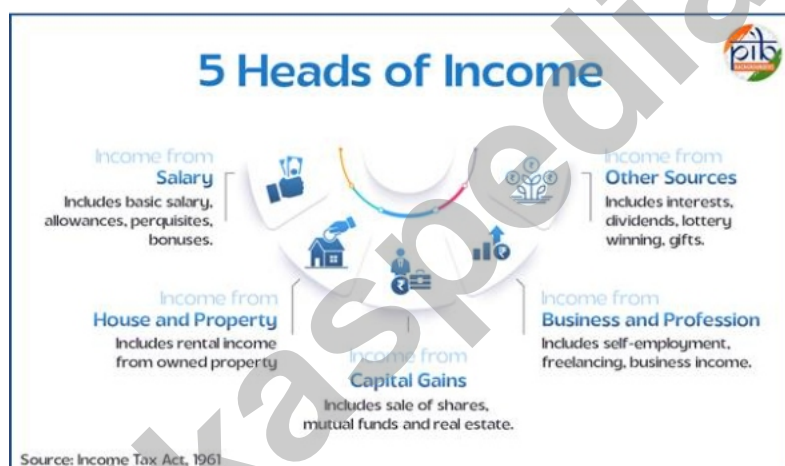 5 Heads of Income
pib
Income from
Salary
Includes basic salary,
allowances, perquisites,
bonuses.
Income from
House and Property
Includes rental income
from owned property
Income from
Capital Gains
Includes sale of shares,
mutual funds and real estate.
Income from
Business and Profession
Includes self-employment,
freelancing, business income.
Income from
Other Sources
Includes interests,
dividends, lottery
winning, gifts.
Source: Income Tax Act, 1961
kaspedia